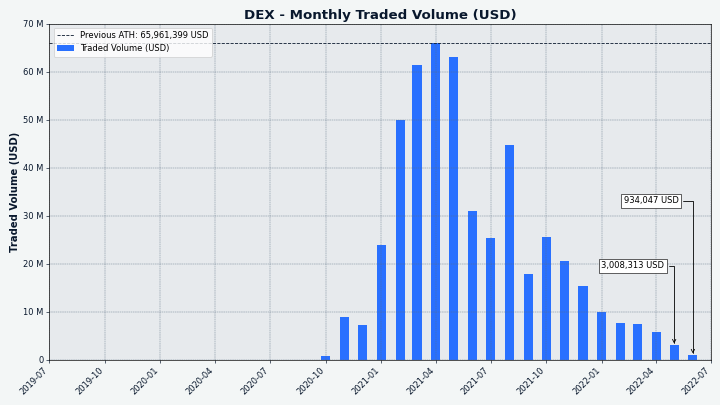 DEX - Monthly Traded Volume (USD)
Previous ATH: 65,961,399 USD
Traded Volume (USD)
Traded Volume (USD)
70 M
60 M
50 M
40 M
30 M
20 M
10 M
0
934,047 USD
3,008,313 USD
2019-07
2019-10
2020-01
2020-04
2020-07
2020-10
2021-01
2021-04
2021-07
2021-10
2022-01
2022-04
2022-07